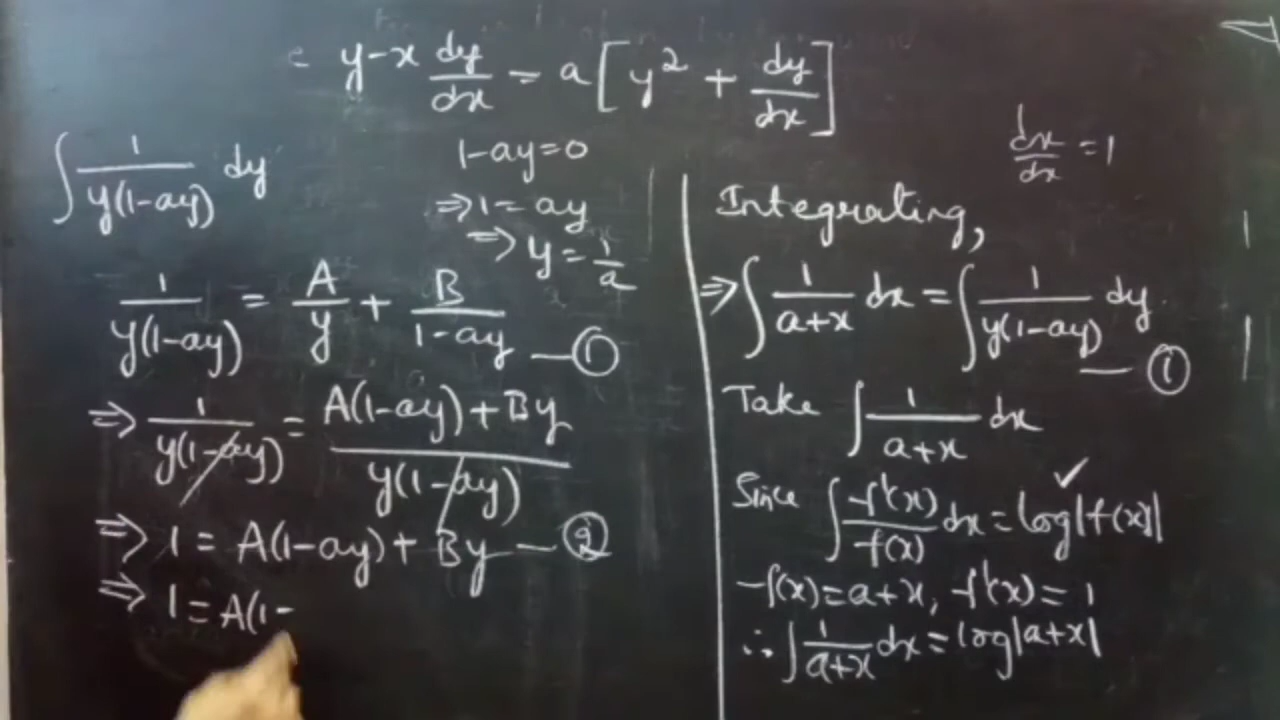 = y-x dy/dx = a[y² + dy/dx]
∫ 1/y(1-ay) dy
1-ay=0
⇒ 1 = ay
⇒ y = 1/a
1/y(1-ay) = A/y + B/1-ay —①
⇒ 1/y(1-ay) = A(1-ay)+By / y(1-ay)
⇒ 1 = A(1-ay)+ By —②
⇒ 1 = A(1-
dx/dx = 1
Integrating,
⇒ ∫ 1/a+x dx = ∫ 1/y(1-ay) dy —①
Take ∫ 1/a+x dx
Since ∫ f'(x)/f(x) dx = log|f(x)| ✓
f(x)=a+x, f'(x) = 1
∴ ∫ 1/a+x dx = log|a+x|